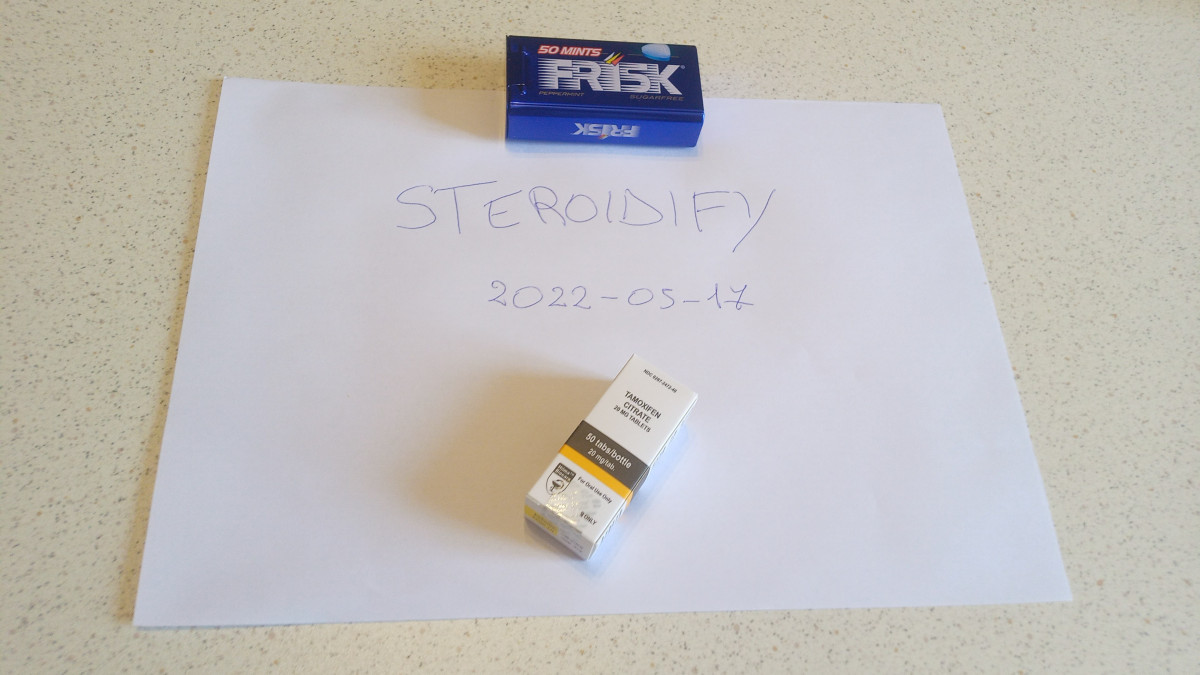 50 MINTS
FRISK®
PEPPERMINT SUGARFREE
FRISK
STEROIDIFY
2022-05-17
TAMOXIFEN
CITRATE
20 MG TABLETS
50 tabs/bottle
20 mg/tab.
For Oral Use Only
ONLY